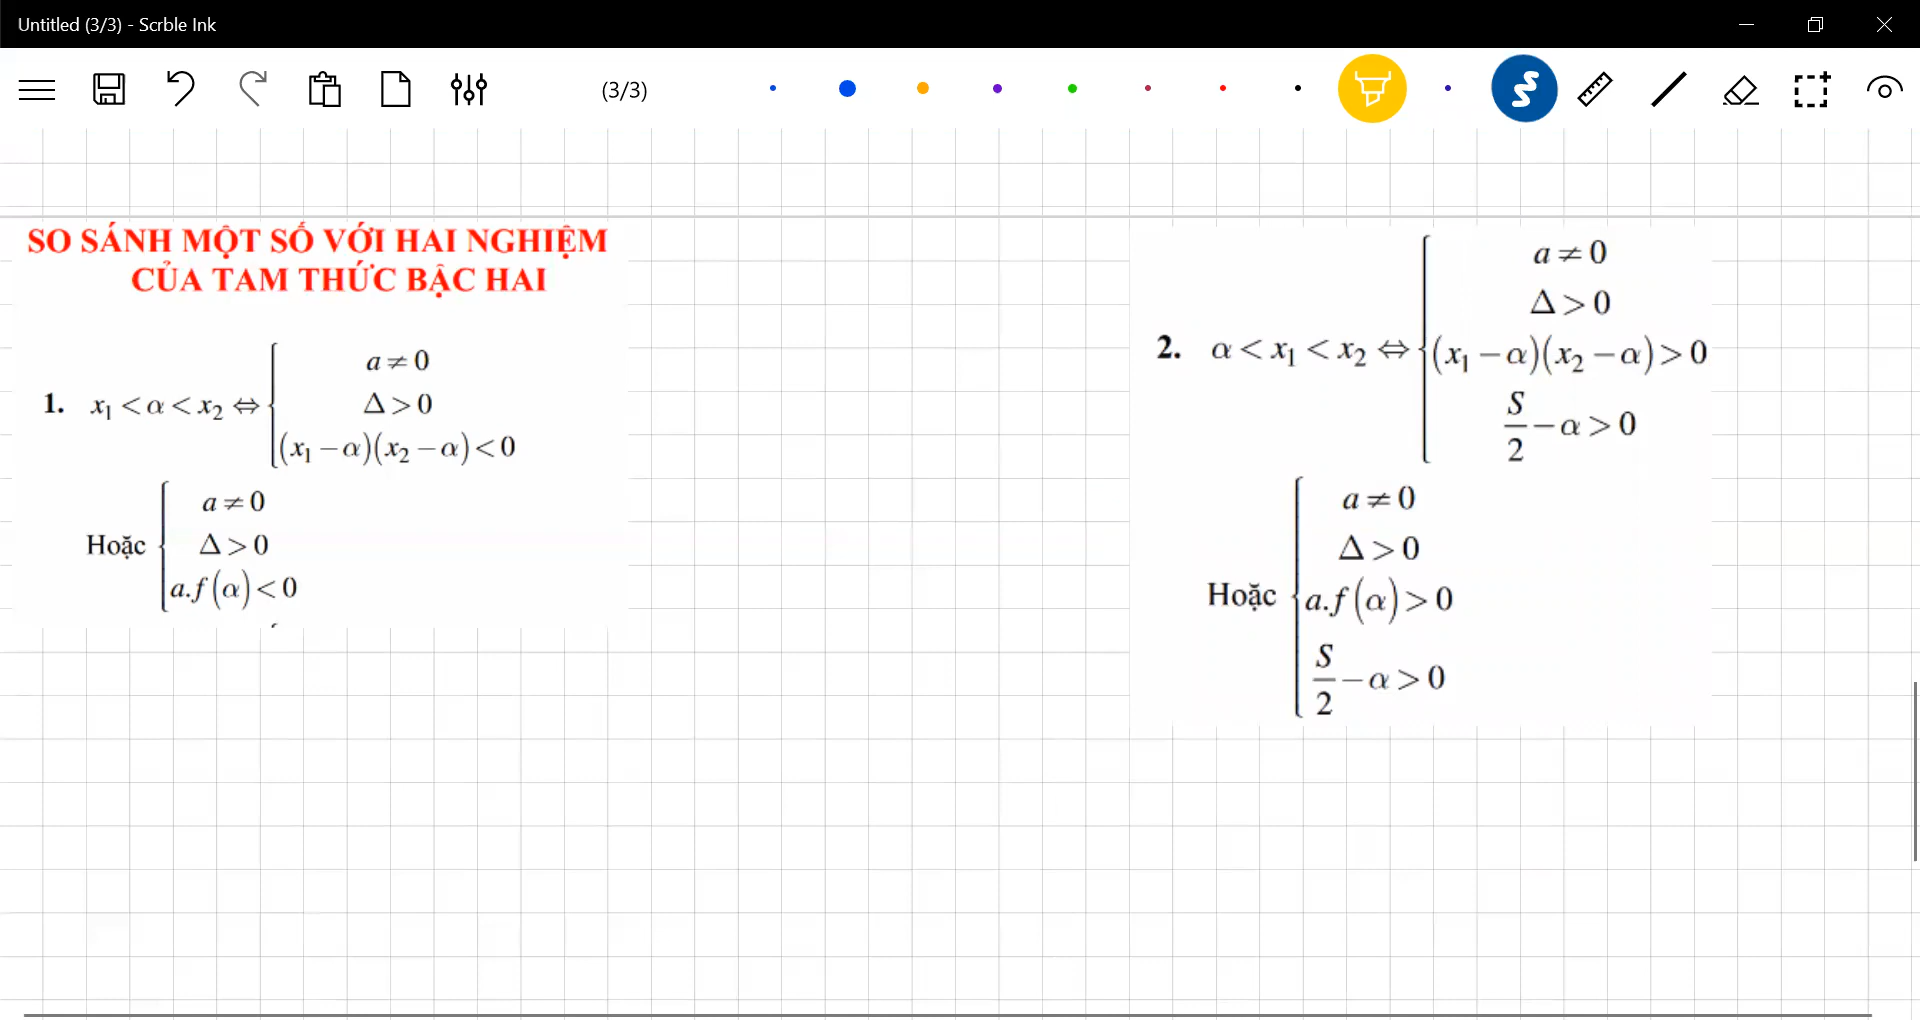 Untitled (3/3) - Scrble Ink
(3/3)
SO SÁNH MỘT SỐ VỚI HAI NGHIỆM
CỦA TAM THỨC BẬC HAI
1. x₁ < α < x₂ ⇔ { a ≠ 0
Δ > 0
(x₁ − α)(x₂ − α) < 0
Hoặc { a ≠ 0
Δ > 0
a.f(α) < 0
2. α < x₁ < x₂ ⇔ { a ≠ 0
Δ > 0
(x₁ − α)(x₂ − α) > 0
S/2 − α > 0
Hoặc { a ≠ 0
Δ > 0
a.f(α) > 0
S/2 − α > 0